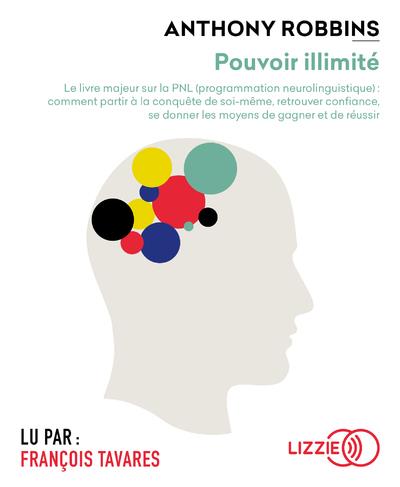 ANTHONY ROBBINS
Pouvoir illimité
Le livre majeur sur la PNL (programmation neurolinguistique) :
comment partir à la conquête de soi-même, retrouver confiance,
se donner les moyens de gagner et de réussir
LU PAR :
FRANÇOIS TAVARES
LIZZIE